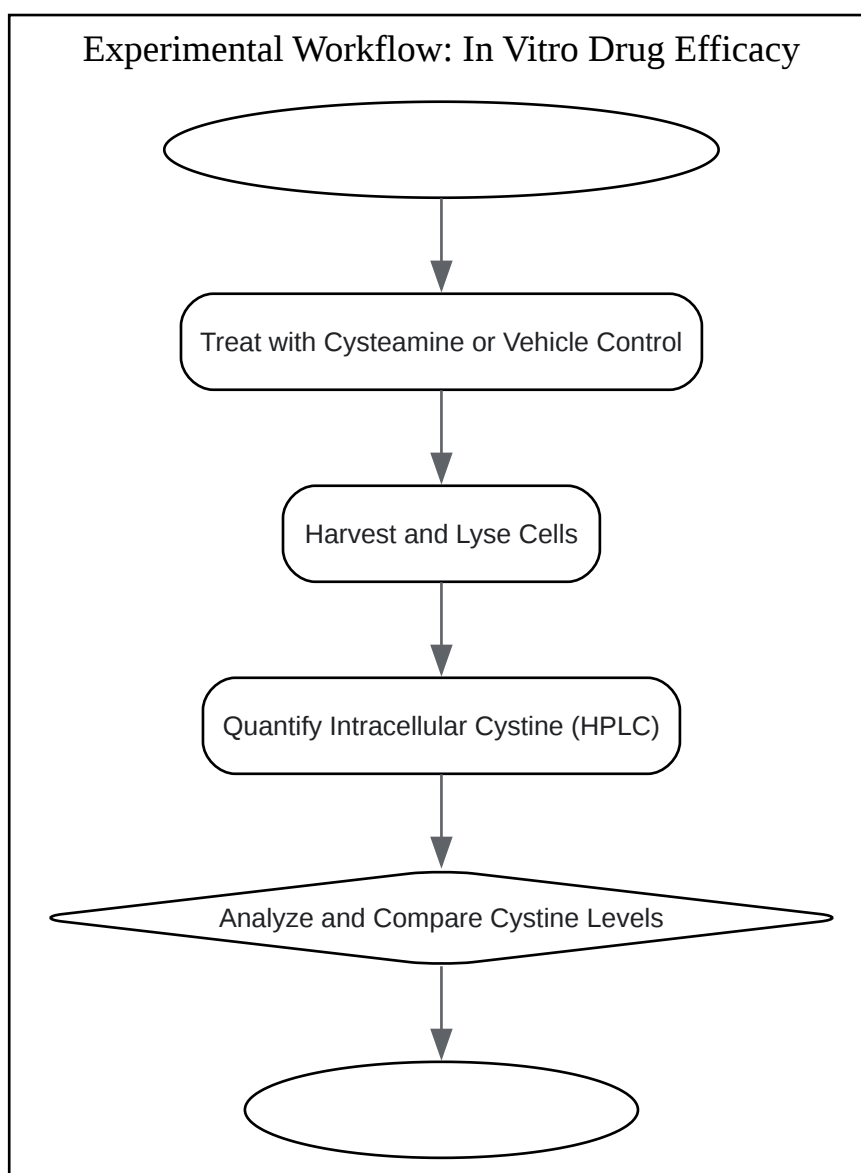 Experimental Workflow: In Vitro Drug Efficacy
Treat with Cysteamine or Vehicle Control
Harvest and Lyse Cells
Quantify Intracellular Cystine (HPLC)
Analyze and Compare Cystine Levels